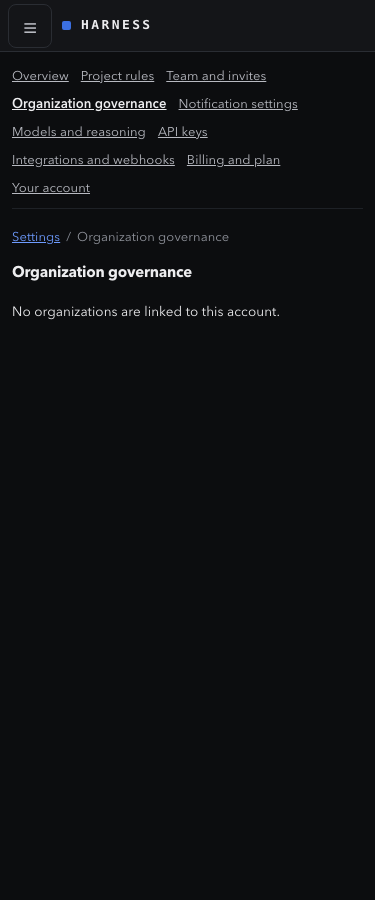 HARNESS
Overview Project rules Team and invites
Organization governance Notification settings
Models and reasoning API keys
Integrations and webhooks Billing and plan
Your account
Settings / Organization governance
Organization governance
No organizations are linked to this account.